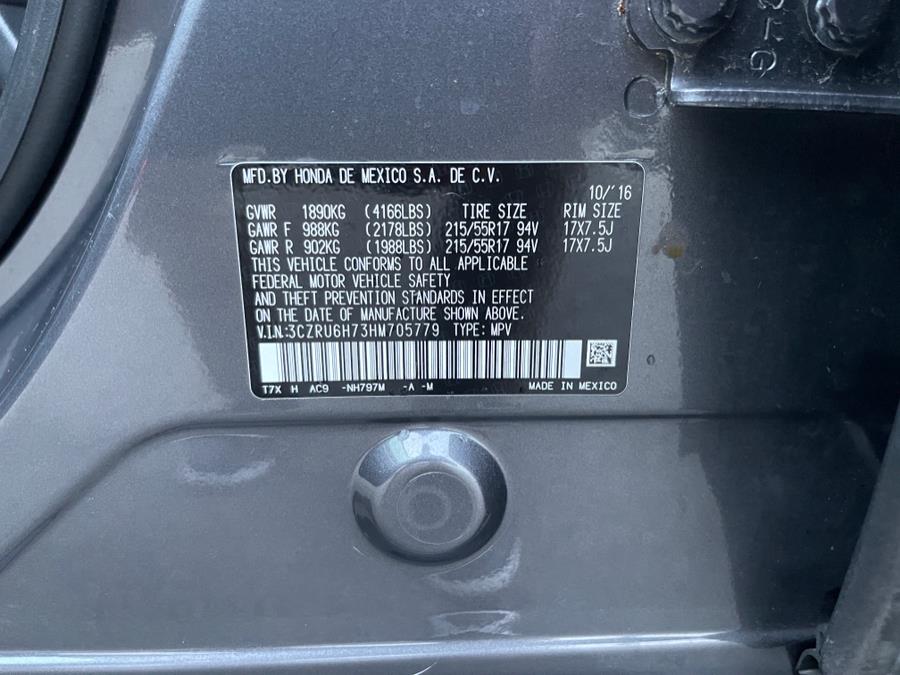 MFD.BY HONDA DE MEXICO S.A. DE C.V.
10/'16
GVWR 1890KG (4166LBS) TIRE SIZE RIM SIZE
GAWR F 988KG (2178LBS) 215/55R17 94V 17X7.5J
GAWR R 902KG (1988LBS) 215/55R17 94V 17X7.5J
THIS VEHICLE CONFORMS TO ALL APPLICABLE
FEDERAL MOTOR VEHICLE SAFETY
AND THEFT PREVENTION STANDARDS IN EFFECT
ON THE DATE OF MANUFACTURE SHOWN ABOVE.
V.I.N:3CZRU6H73HM705779 TYPE: MPV
T7X H AC9 -NH797M -A -M MADE IN MEXICO